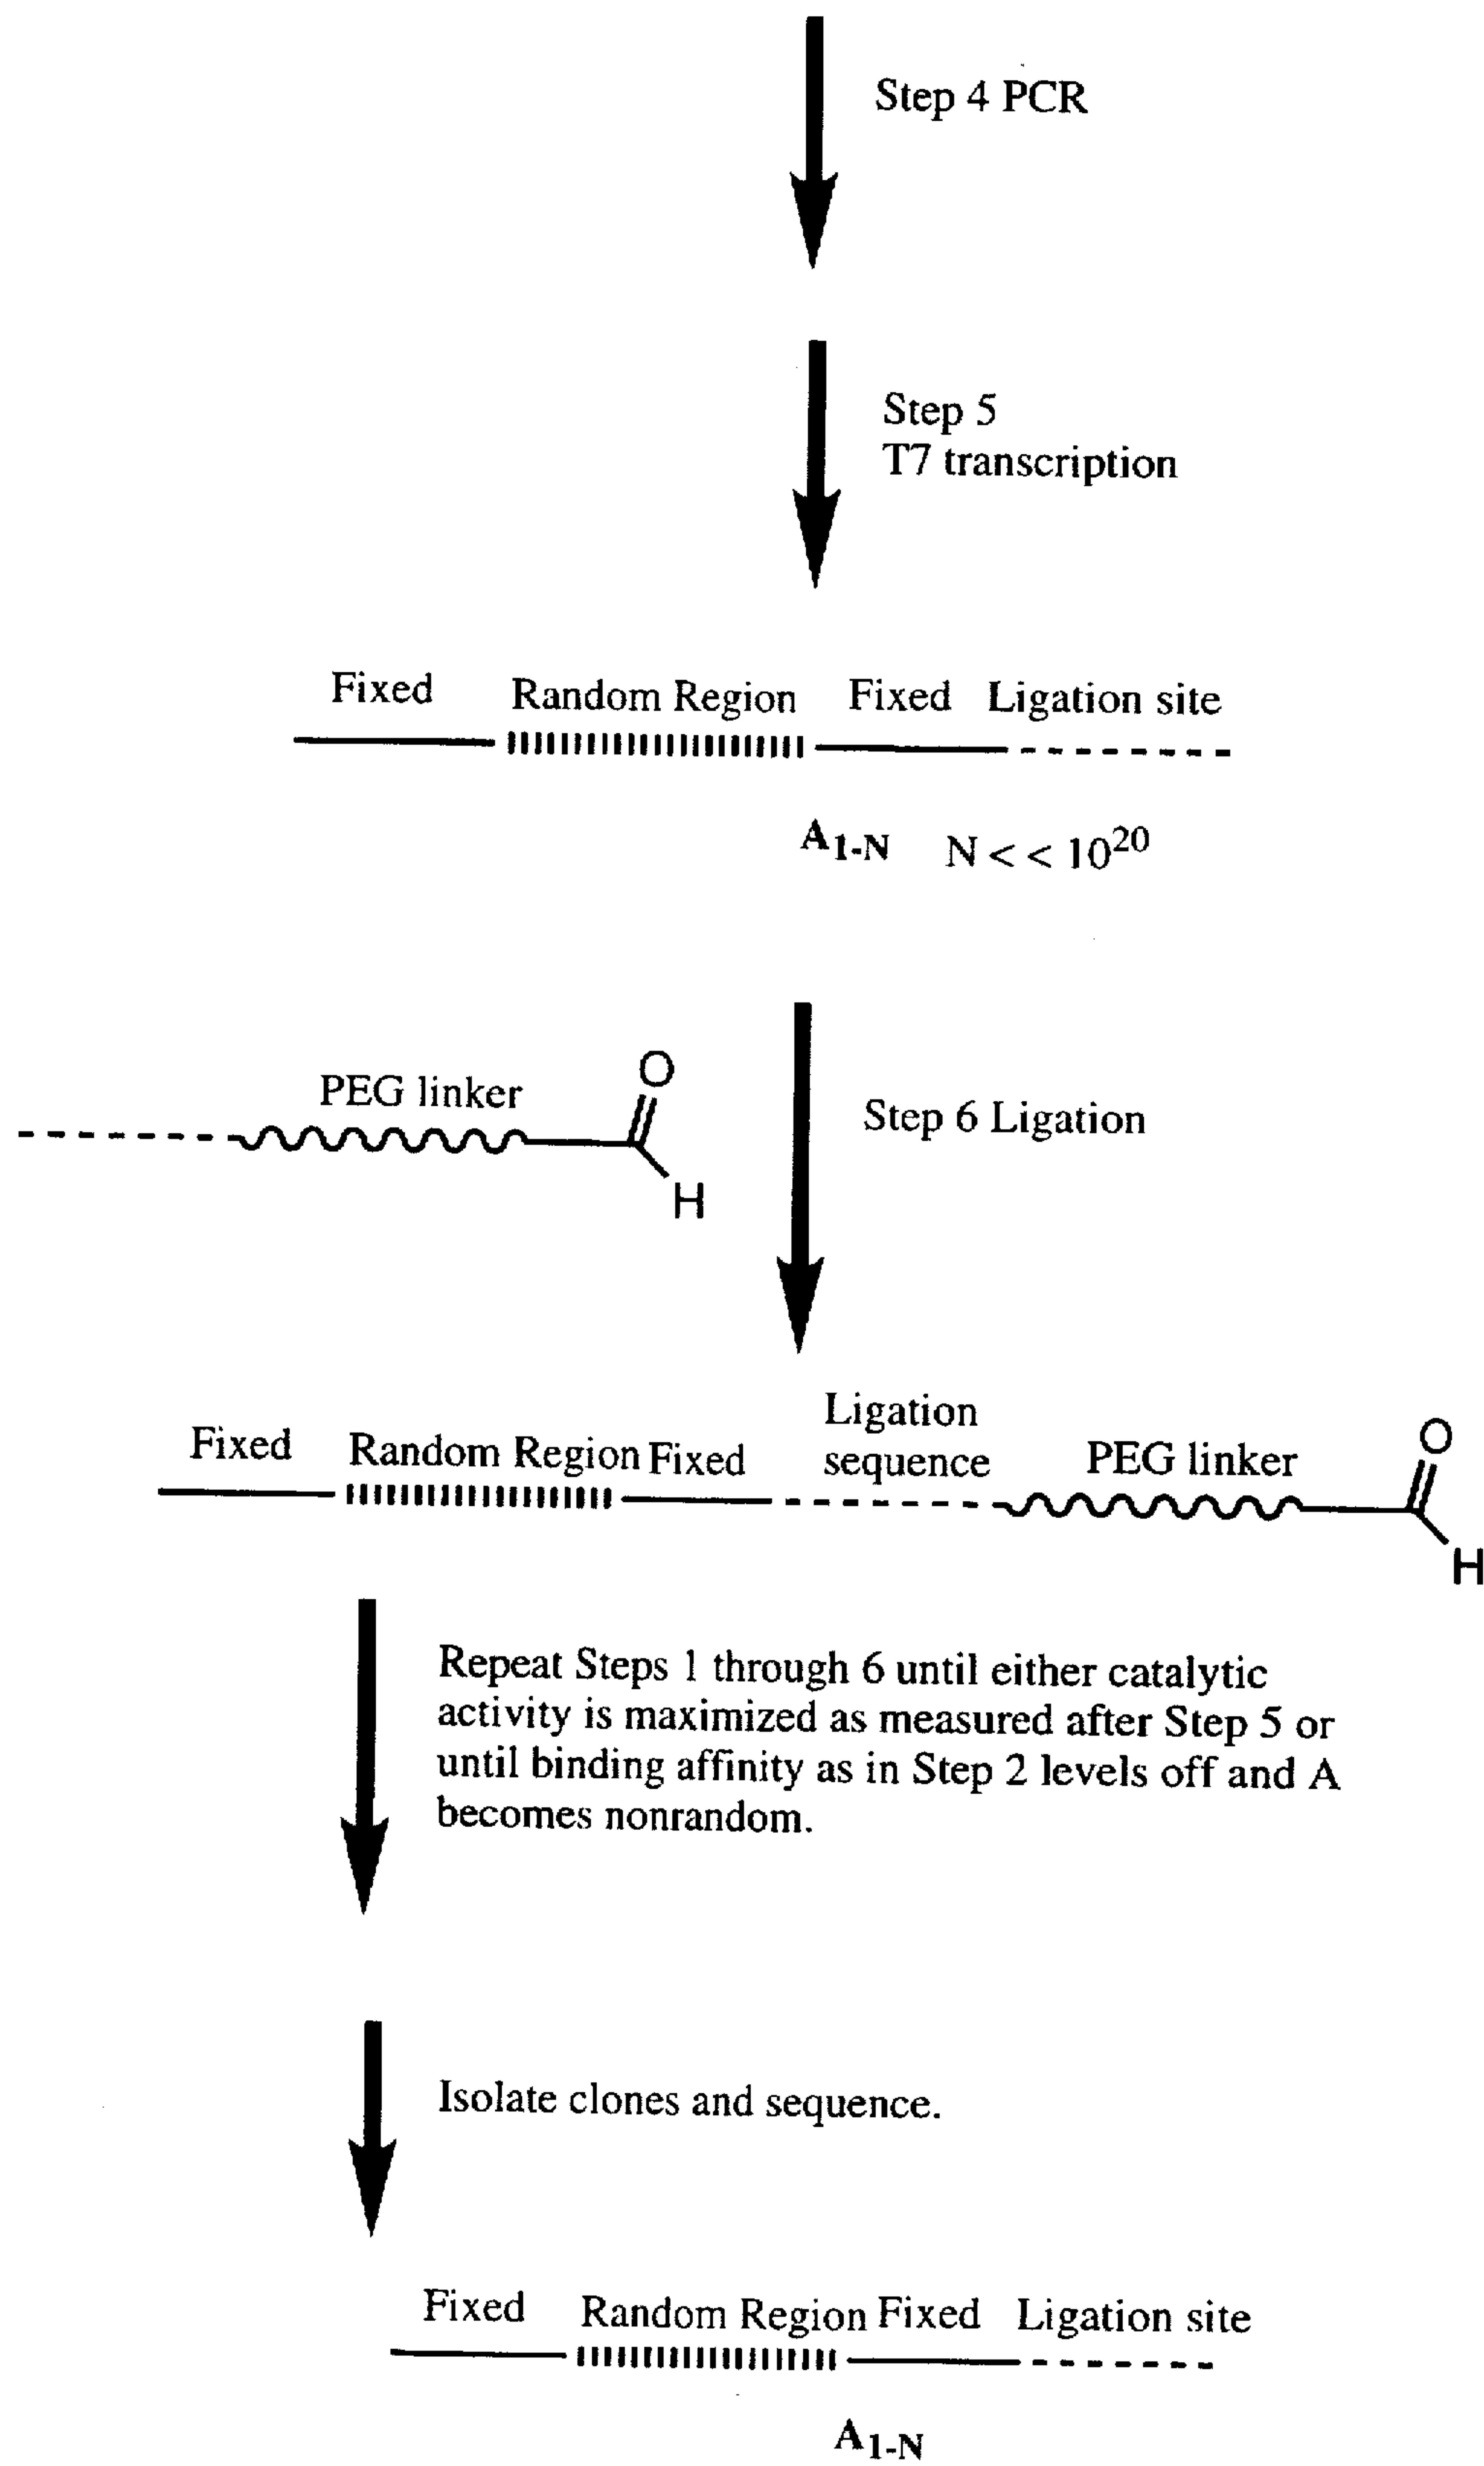 Step 4 PCR
Step 5
T7 transcription
Fixed Random Region Fixed Ligation site
A1-N N < < 10^20
PEG linker
O
H
Step 6 Ligation
Fixed Random Region Fixed Ligation
sequence PEG linker
O
H
Repeat Steps 1 through 6 until either catalytic
activity is maximized as measured after Step 5 or
until binding affinity as in Step 2 levels off and A
becomes nonrandom.
Isolate clones and sequence.
Fixed Random Region Fixed Ligation site
A1-N